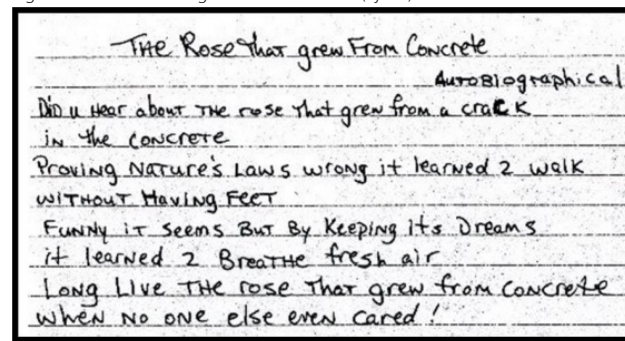 THE Rose That grew From Concrete
AUTOBiographical
Did u Hear about THE rose that grew from a craCK
in the concrete
Proving Nature's Laws wrong it learned 2 walk
WITHOUT Having FeeT
Funny iT Seems But By Keeping iTs Dreams
it learned 2 BreaTHe fresh air
Long Live THe rose That grew from concrete
when no one else even cared!